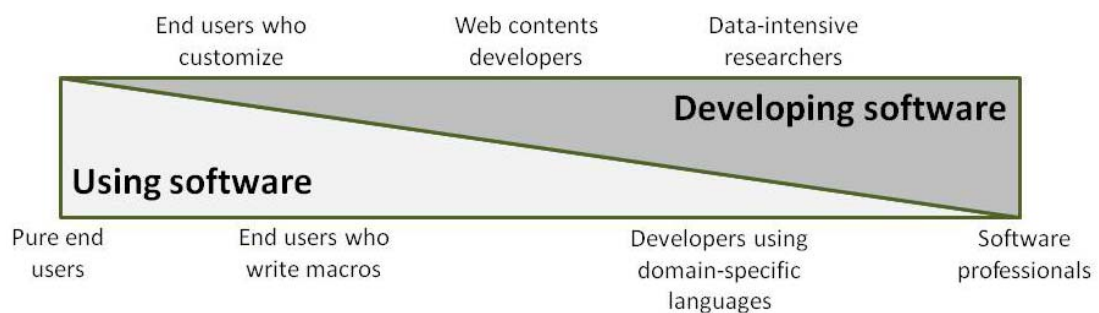 End users who
customize
Web contents
developers
Data-intensive
researchers
Developing software
Using software
Pure end
users
End users who
write macros
Developers using
domain-specific
languages
Software
professionals